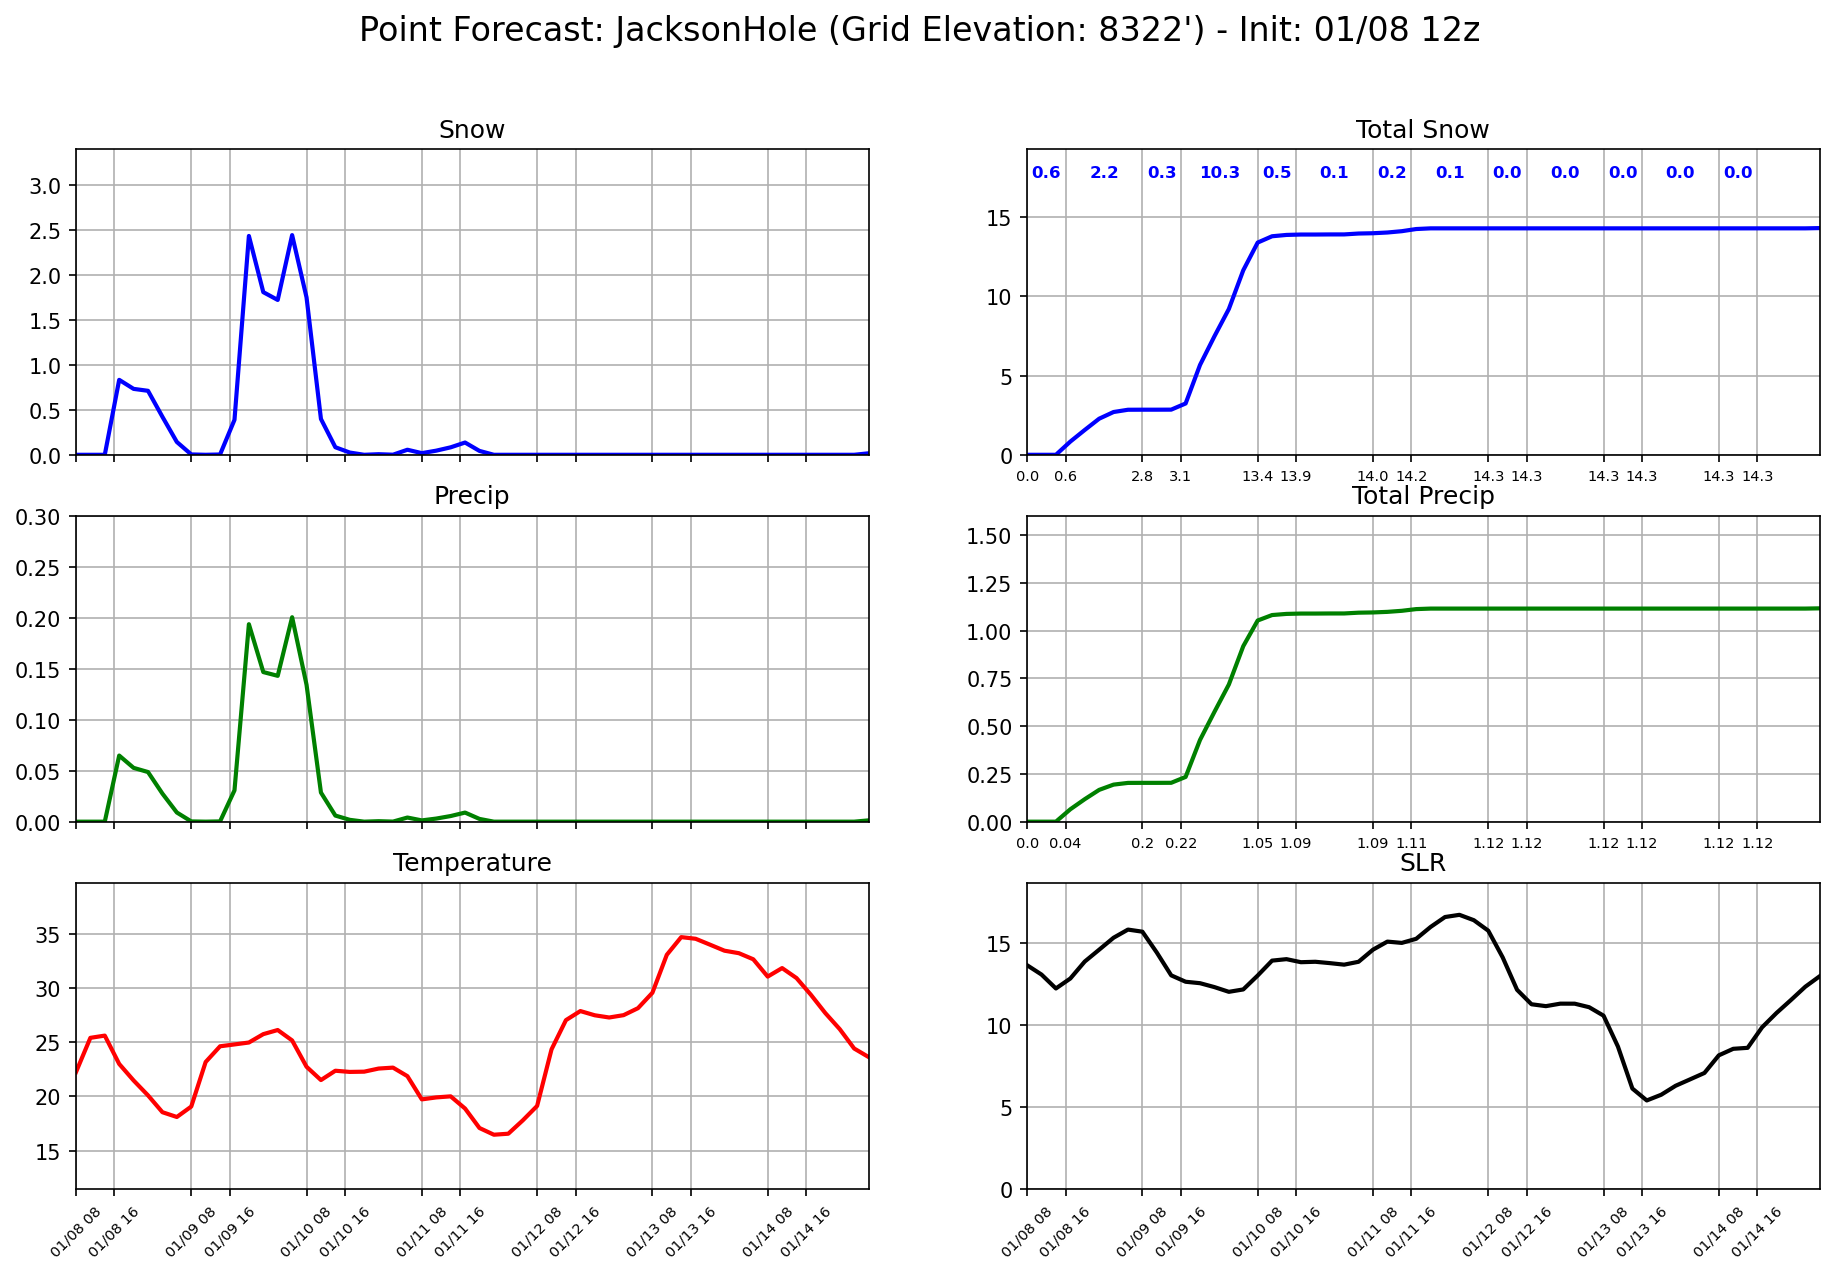 Point Forecast: JacksonHole (Grid Elevation: 8322') - Init: 01/08 12z
Snow
3.0
2.5
2.0
1.5
1.0
0.5
0.0
Total Snow
0.6 2.2 0.3 10.3 0.5 0.1 0.2 0.1 0.0 0.0 0.0 0.0 0.0
15
10
5
0
0.0 0.6 2.8 3.1 13.4 13.9 14.0 14.2 14.3 14.3 14.3 14.3 14.3 14.3
Precip
0.30
0.25
0.20
0.15
0.10
0.05
0.00
Total Precip
1.50
1.25
1.00
0.75
0.50
0.25
0.00
0.0 0.04 0.2 0.22 1.05 1.09 1.09 1.11 1.12 1.12 1.12 1.12 1.12 1.12
Temperature
35
30
25
20
15
01/08 08 01/08 16 01/09 08 01/09 16 01/10 08 01/10 16 01/11 08 01/11 16 01/12 08 01/12 16 01/13 08 01/13 16 01/14 08 01/14 16
SLR
15
10
5
0
01/08 08 01/08 16 01/09 08 01/09 16 01/10 08 01/10 16 01/11 08 01/11 16 01/12 08 01/12 16 01/13 08 01/13 16 01/14 08 01/14 16